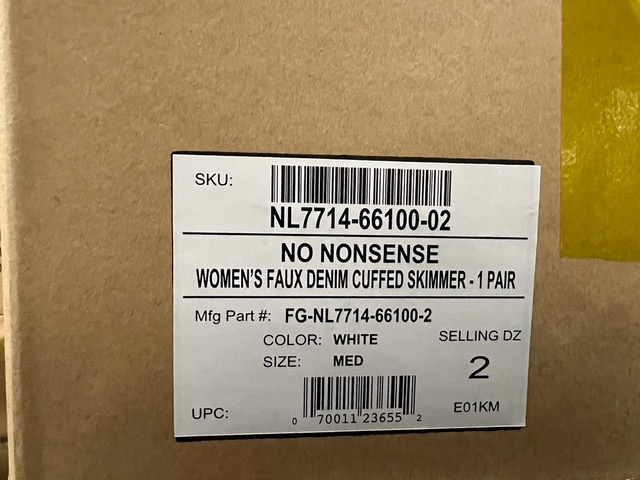 SKU:
NL7714-66100-02
NO NONSENSE
WOMEN'S FAUX DENIM CUFFED SKIMMER - 1 PAIR
Mfg Part #: FG-NL7714-66100-2
COLOR: WHITE
SELLING DZ
SIZE: MED
2
UPC:
0 70011 23655 2
E01KM